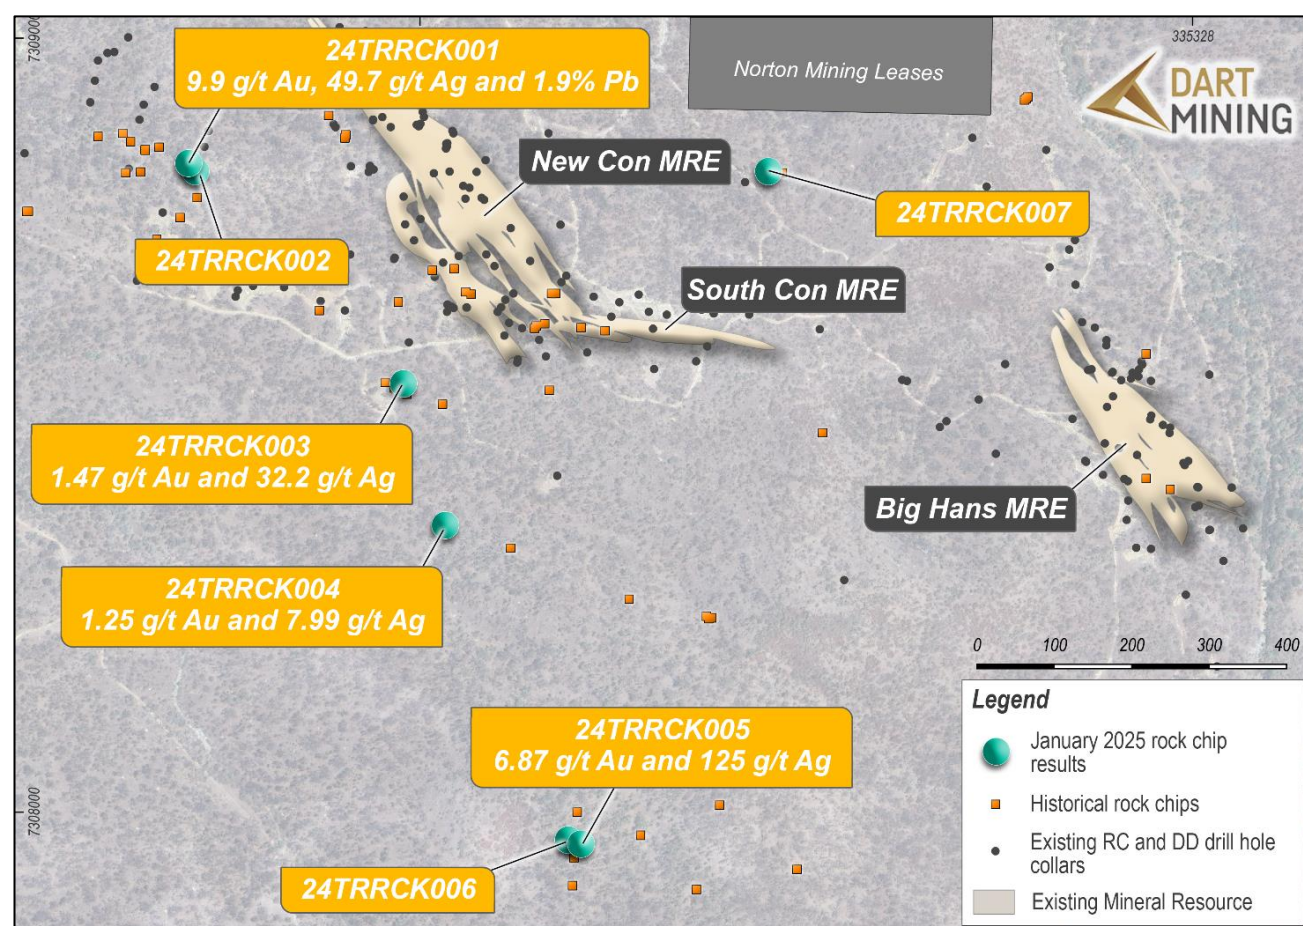 7309000
335328
24TRRCK001
9.9 g/t Au, 49.7 g/t Ag and 1.9% Pb
Norton Mining Leases
DART
MINING
New Con MRE
24TRRCK007
24TRRCK002
South Con MRE
24TRRCK003
1.47 g/t Au and 32.2 g/t Ag
Big Hans MRE
24TRRCK004
1.25 g/t Au and 7.99 g/t Ag
0 100 200 300 400
24TRRCK005
6.87 g/t Au and 125 g/t Ag
7308000
24TRRCK006
Legend
January 2025 rock chip
results
Historical rock chips
Existing RC and DD drill hole
collars
Existing Mineral Resource